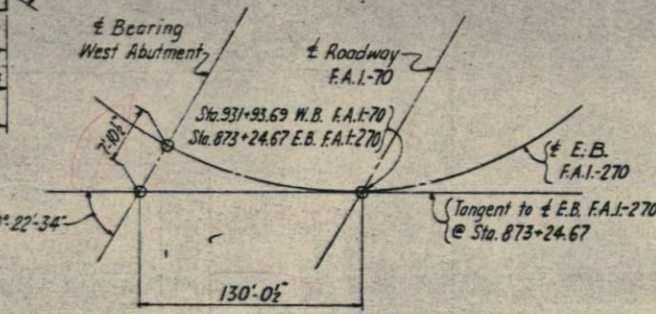 ℄ Bearing
West Abutment
℄ Roadway
F.A.I.-70
Sta. 931+93.69 W.B. F.A.I.-70
Sta. 873+24.67 E.B. F.A.I.-270
7'-10½"
℄ E.B.
F.A.I.-270
°-22'-34"
Tangent to ℄ E.B. F.A.I.-270
@ Sta. 873+24.67
130'-0½"